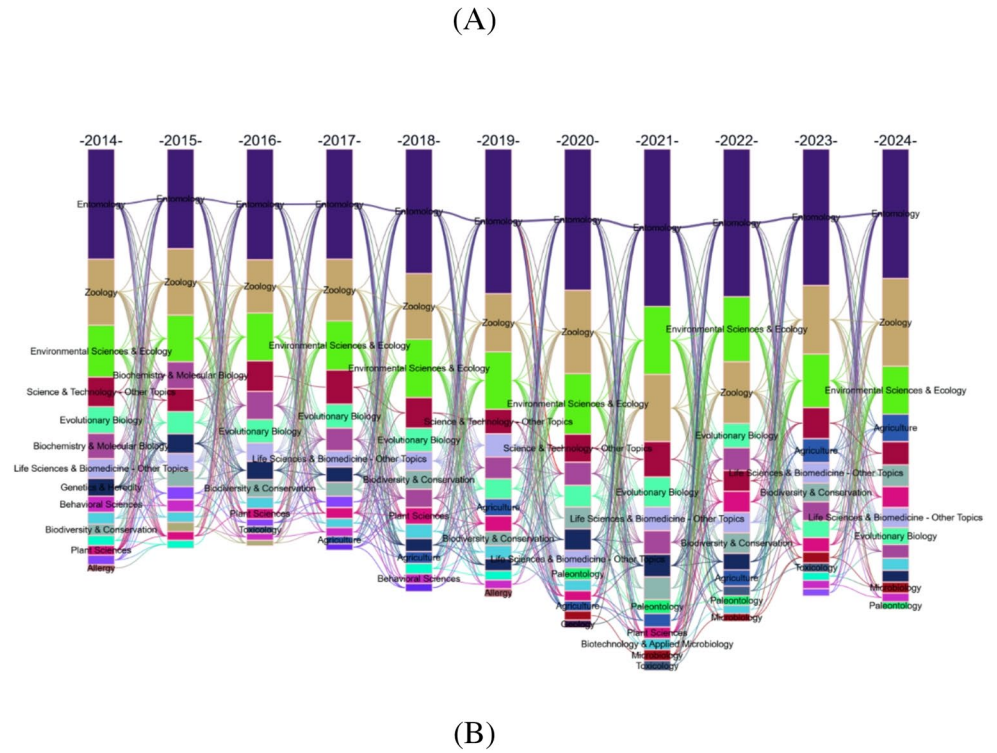 (A)
-2014- -2015- -2016- -2017- -2018- -2019- -2020- -2021- -2022- -2023- -2024-
Entomology Entomology Entomology Entomology Entomology Entomology Entomology Entomology Entomology Entomology Entomology
Zoology Zoology Zoology Zoology Zoology Zoology Zoology Zoology Zoology Zoology
Environmental Sciences & Ecology Environmental Sciences & Ecology Environmental Sciences & Ecology Environmental Sciences & Ecology Environmental Sciences & Ecology Environmental Sciences & Ecology
Science & Technology - Other Topics Biochemistry & Molecular Biology Science & Technology - Other Topics Science & Technology - Other Topics Agriculture
Evolutionary Biology Evolutionary Biology Evolutionary Biology Evolutionary Biology Evolutionary Biology Agriculture
Biochemistry & Molecular Biology Life Sciences & Biomedicine - Other Topics Life Sciences & Biomedicine - Other Topics
Life Sciences & Biomedicine - Other Topics Biodiversity & Conservation Biodiversity & Conservation Evolutionary Biology Biodiversity & Conservation
Genetics & Heredity Agriculture
Behavioral Sciences Plant Sciences Plant Sciences Life Sciences & Biomedicine - Other Topics Life Sciences & Biomedicine - Other Topics
Biodiversity & Conservation Toxicology Agriculture Biodiversity & Conservation Biodiversity & Conservation Evolutionary Biology
Plant Sciences Agriculture Life Sciences & Biomedicine - Other Topics
Allergy Behavioral Sciences Paleontology Agriculture Toxicology
Allergy Agriculture Paleontology Paleontology Microbiology
Geology Microbiology Paleontology
Plant Sciences
Biotechnology & Applied Microbiology
Microbiology
Toxicology
(B)